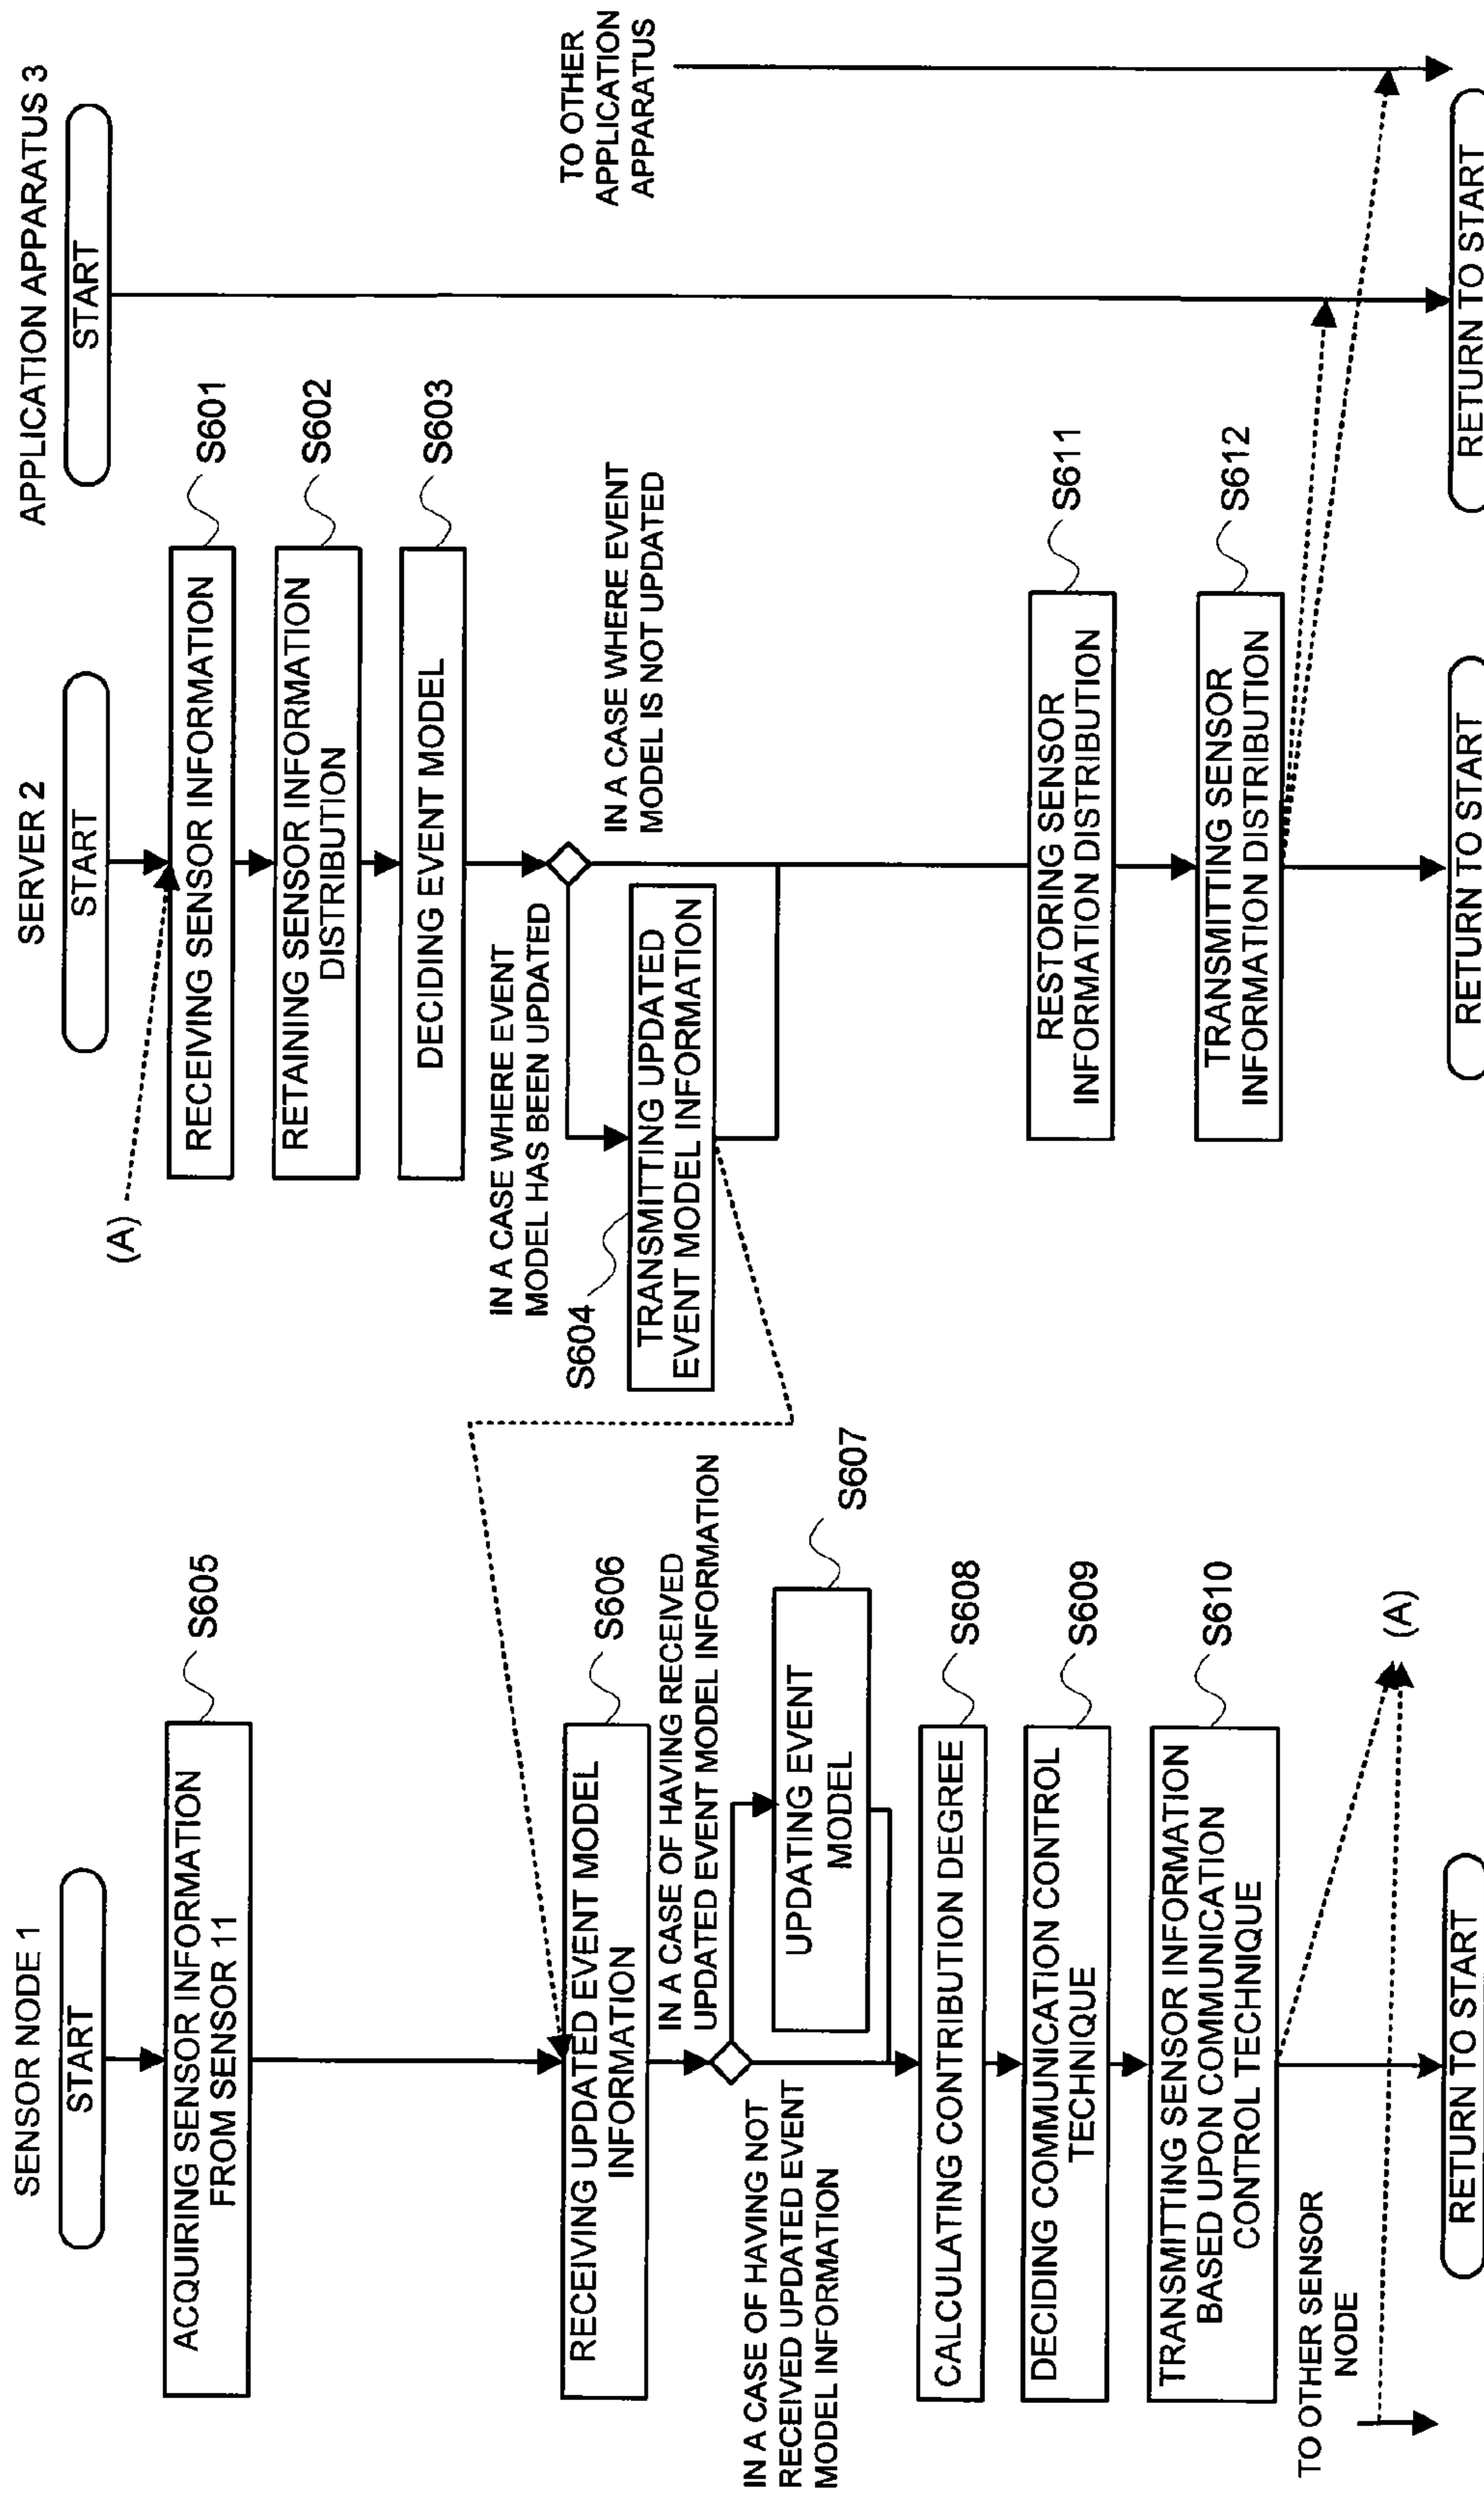 SENSOR NODE 1
START
ACQUIRING SENSOR INFORMATION
FROM SENSOR 11
S605
RECEIVING UPDATED EVENT MODEL
INFORMATION
S606
IN A CASE OF HAVING RECEIVED
UPDATED EVENT MODEL INFORMATION
IN A CASE OF HAVING NOT
RECEIVED UPDATED EVENT
MODEL INFORMATION
UPDATING EVENT
MODEL
S607
CALCULATING CONTRIBUTION DEGREE
S608
DECIDING COMMUNICATION CONTROL
TECHNIQUE
S609
TRANSMITTING SENSOR INFORMATION
BASED UPON COMMUNICATION
CONTROL TECHNIQUE
S610
TO OTHER SENSOR
NODE
(A)
RETURN TO START
SERVER 2
START
(A)
RECEIVING SENSOR INFORMATION
S601
RETAINING SENSOR INFORMATION
DISTRIBUTION
S602
DECIDING EVENT MODEL
S603
IN A CASE WHERE EVENT
MODEL HAS BEEN UPDATED
IN A CASE WHERE EVENT
MODEL IS NOT UPDATED
S604
TRANSMITTING UPDATED
EVENT MODEL INFORMATION
RESTORING SENSOR
INFORMATION DISTRIBUTION
S611
TRANSMITTING SENSOR
INFORMATION DISTRIBUTION
S612
RETURN TO START
APPLICATION APPARATUS 3
START
TO OTHER
APPLICATION
APPARATUS
RETURN TO START